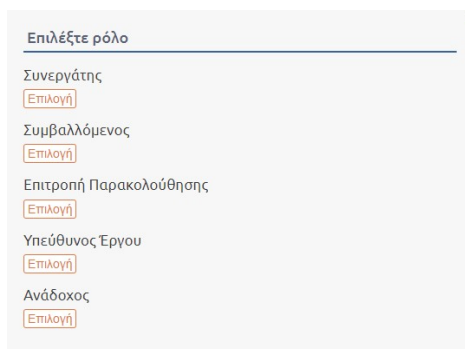 Επιλέξτε ρόλο
Συνεργάτης
Επιλογή
Συμβαλλόμενος
Επιλογή
Επιτροπή Παρακολούθησης
Επιλογή
Υπεύθυνος Έργου
Επιλογή
Ανάδοχος
Επιλογή